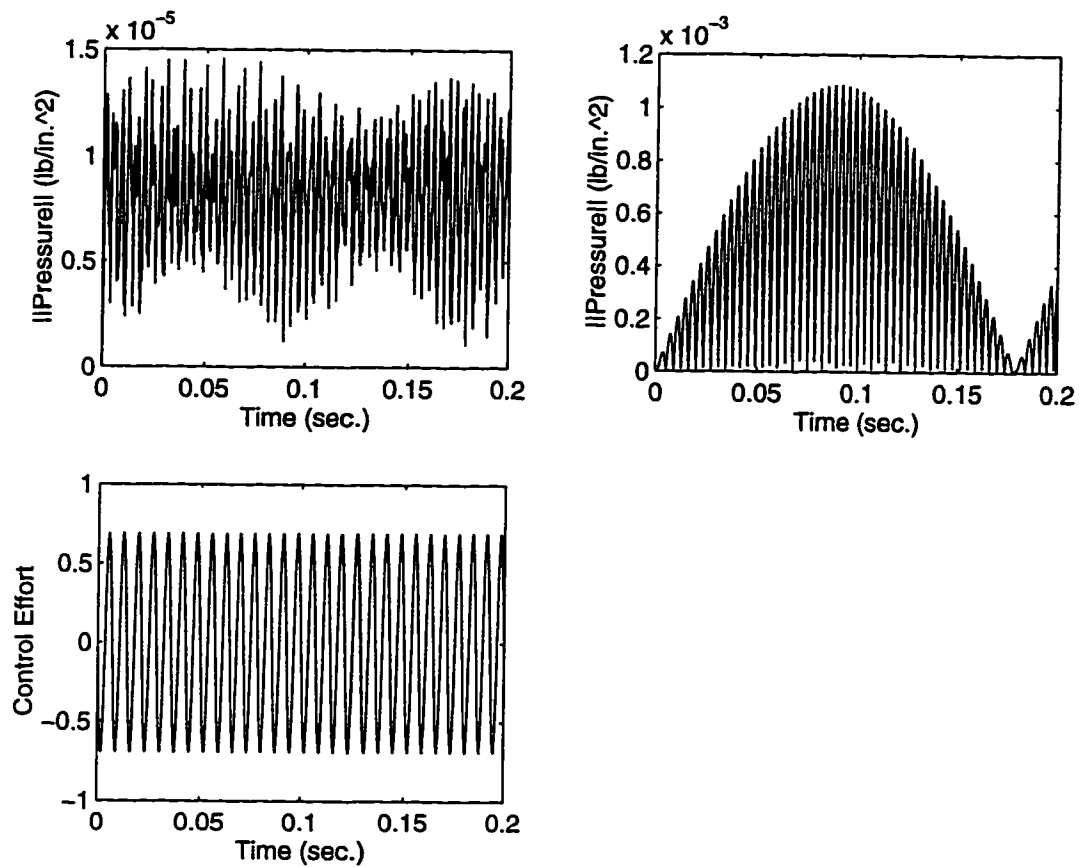 x 10^-5
1.5
1
0.5
0
||Pressure|| (lb/in.^2)
0 0.05 0.1 0.15 0.2
Time (sec.)
x 10^-3
1.2
1
0.8
0.6
0.4
0.2
0
||Pressure|| (lb/in.^2)
0 0.05 0.1 0.15 0.2
Time (sec.)
1
0.5
0
-0.5
-1
Control Effort
0 0.05 0.1 0.15 0.2
Time (sec.)